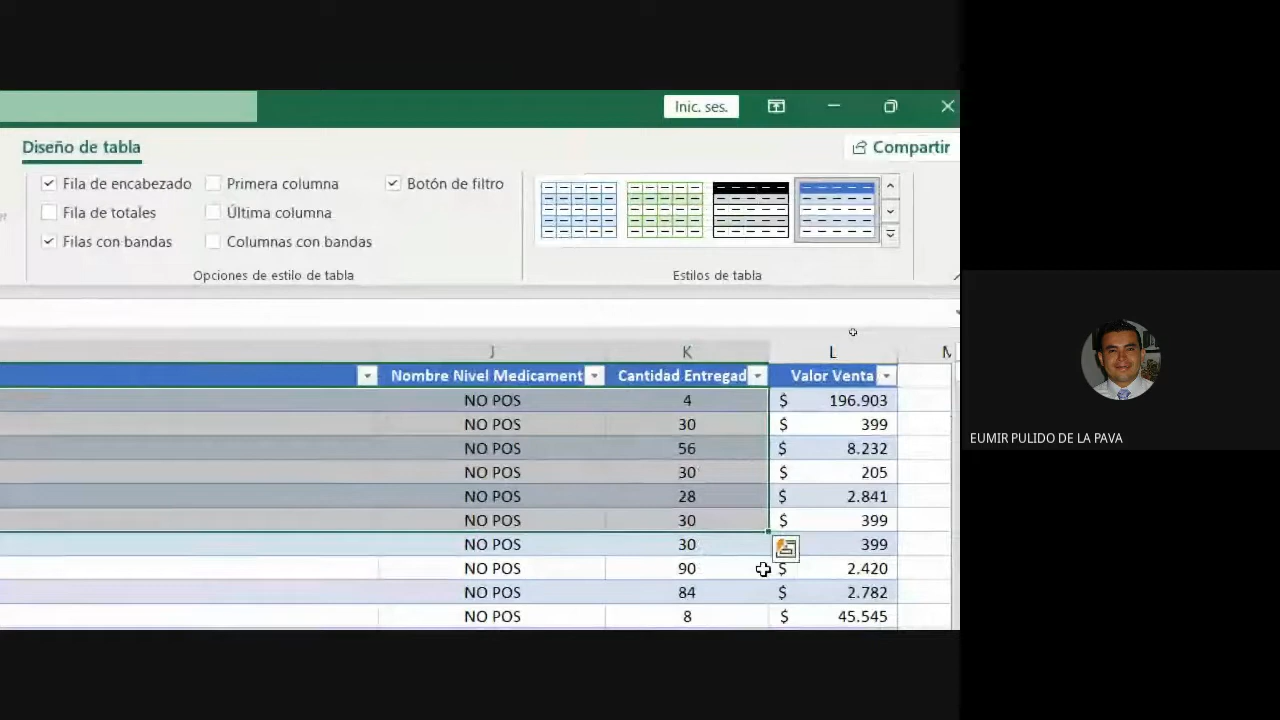 Inic. ses.
Diseño de tabla
Compartir
Fila de encabezado Primera columna Botón de filtro
Fila de totales Última columna
Filas con bandas Columnas con bandas
Opciones de estilo de tabla Estilos de tabla
J K L M
Nombre Nivel Medicament Cantidad Entregad Valor Venta
NO POS 4 $ 196.903
NO POS 30 $ 399
NO POS 56 $ 8.232
NO POS 30 $ 205
NO POS 28 $ 2.841
NO POS 30 $ 399
NO POS 30 399
NO POS 90 $ 2.420
NO POS 84 $ 2.782
NO POS 8 $ 45.545
EUMIR PULIDO DE LA PAVA